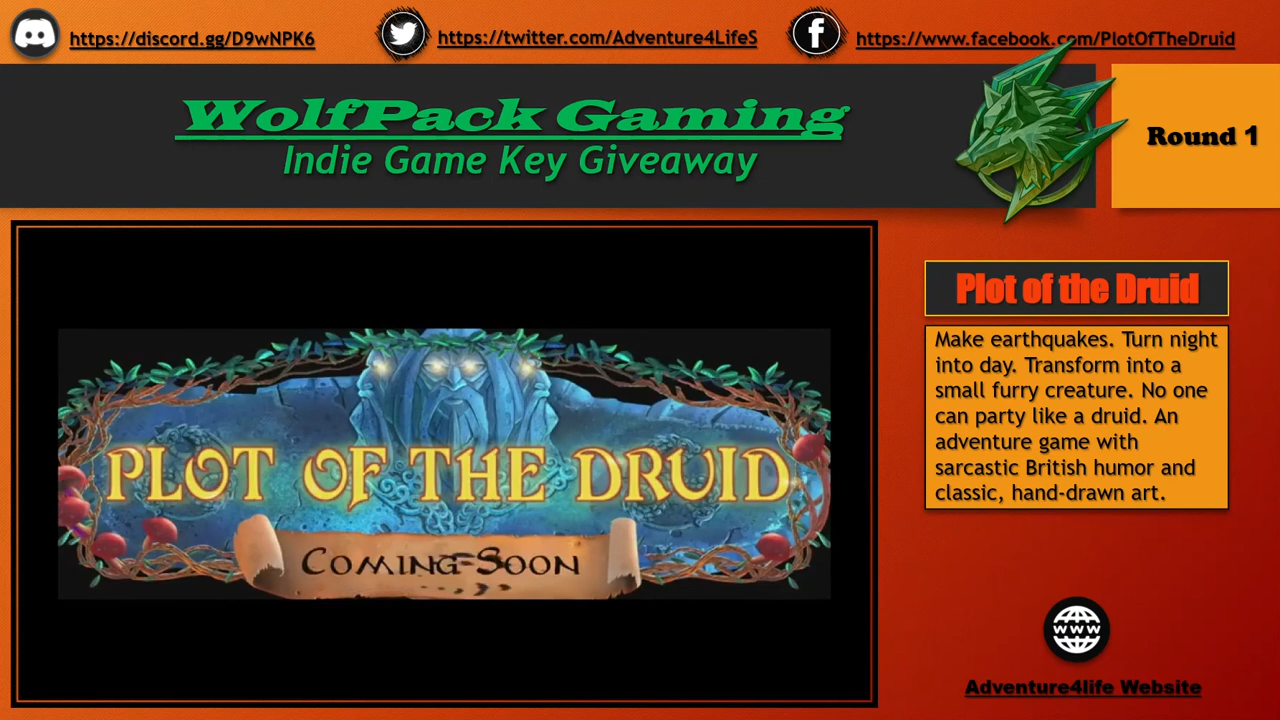 https://discord.gg/D9wNPK6
https://twitter.com/Adventure4LifeS
https://www.facebook.com/PlotOfTheDruid
WolfPack Gaming
Indie Game Key Giveaway
Round 1
PLOT OF THE DRUID
COMING SOON
Plot of the Druid
Make earthquakes. Turn night
into day. Transform into a
small furry creature. No one
can party like a druid. An
adventure game with
sarcastic British humor and
classic, hand-drawn art.
WWW
Adventure4life Website